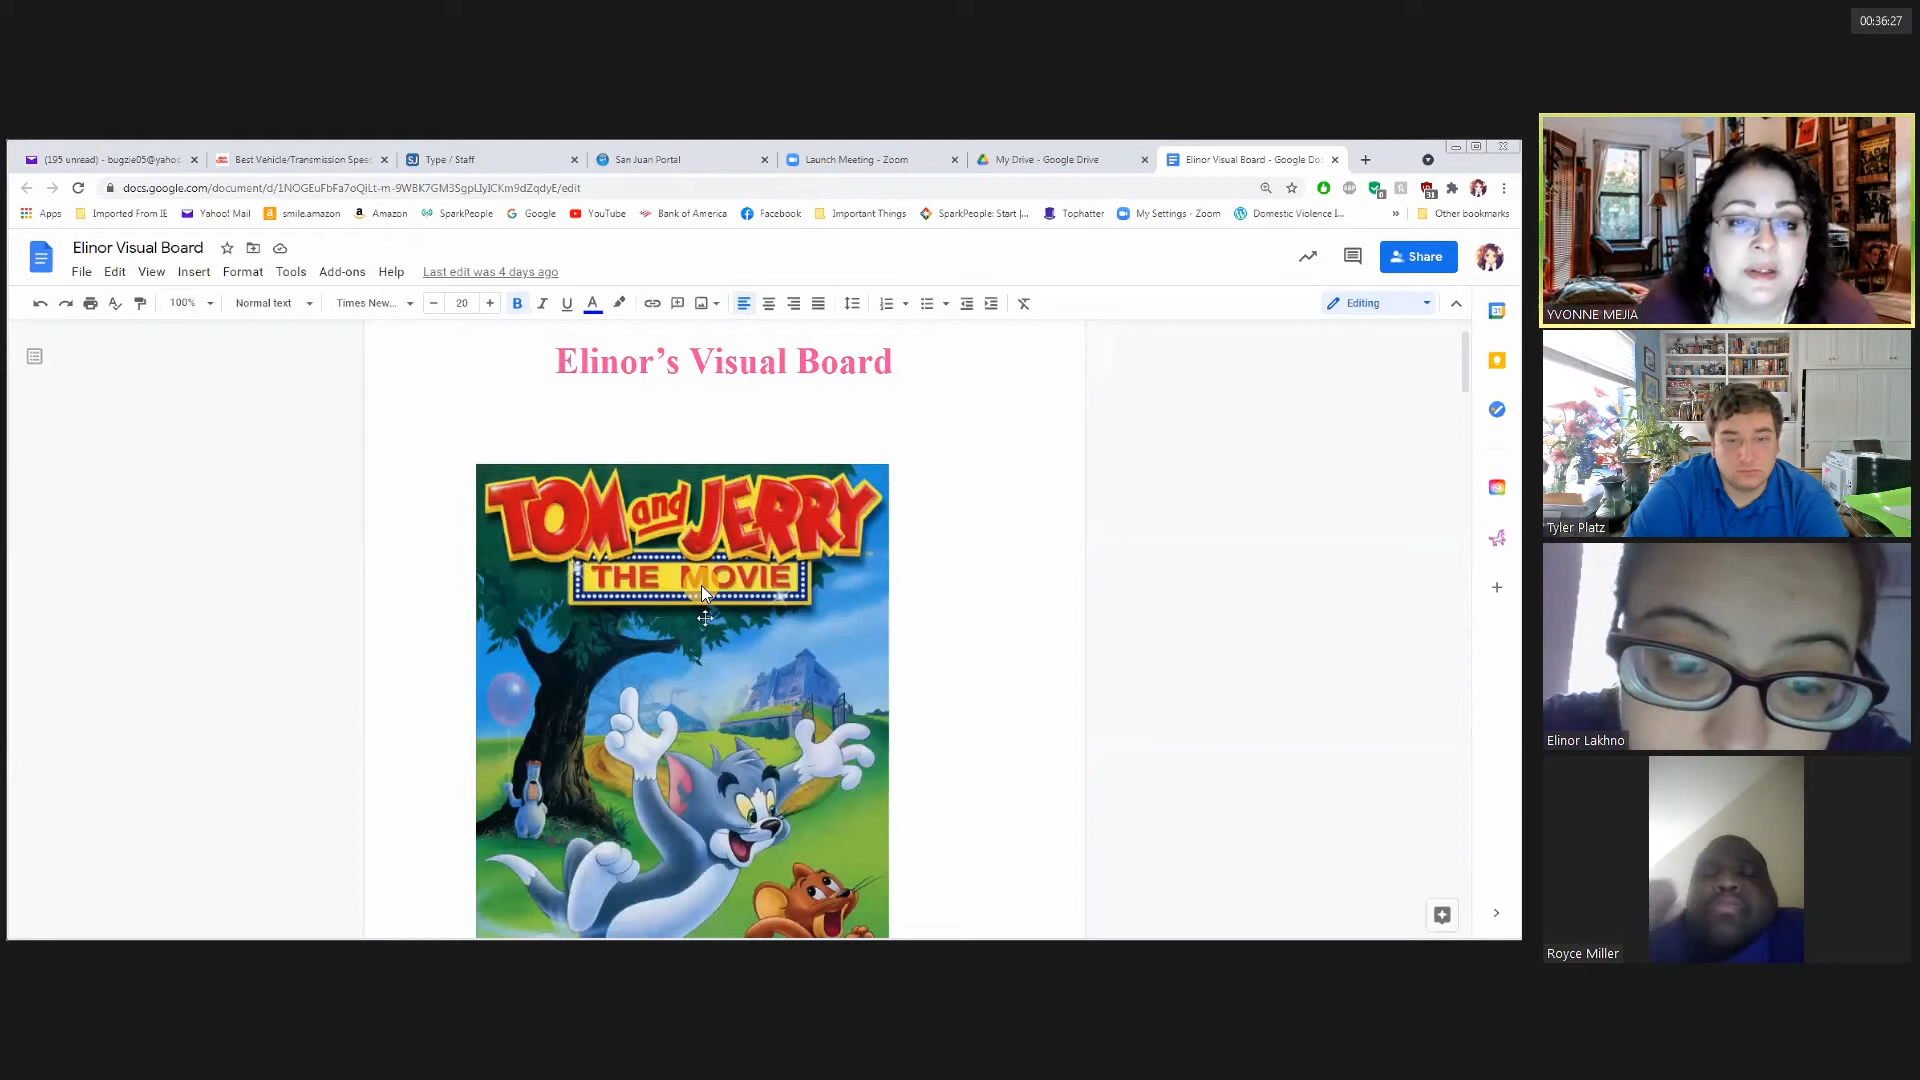 00:36:27
(195 unread) - bugzie05@yahoc
Best Vehicle/Transmission Speec
Type / Staff
San Juan Portal
Launch Meeting - Zoom
My Drive - Google Drive
Elinor Visual Board - Google Do
docs.google.com/document/d/
Apps
Imported From IE
Yahoo! Mail
smile.amazon
Amazon
SparkPeople
Google
YouTube
Bank of America
Facebook
Important Things
SparkPeople: Start |...
Tophatter
My Settings - Zoom
Domestic Violence I...
»
Other bookmarks
Elinor Visual Board
File Edit View Insert Format Tools Add-ons Help Last edit was 4 days ago
Share
100% Normal text Times New... − 20 + B I U A
Editing
Elinor's Visual Board
TOM and JERRY
THE MOVIE
YVONNE MEJIA
Tyler Platz
Elinor Lakhno
Royce Miller